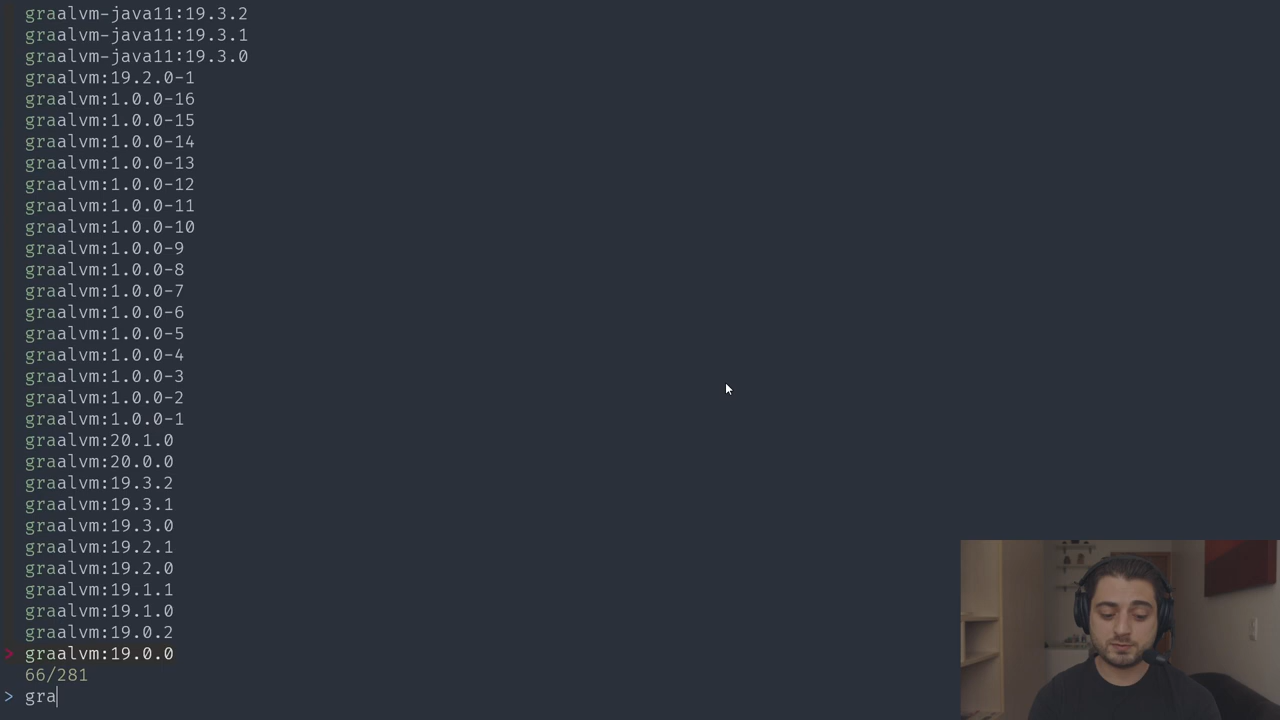 graalvm-java11:19.3.2
graalvm-java11:19.3.1
graalvm-java11:19.3.0
graalvm:19.2.0-1
graalvm:1.0.0-16
graalvm:1.0.0-15
graalvm:1.0.0-14
graalvm:1.0.0-13
graalvm:1.0.0-12
graalvm:1.0.0-11
graalvm:1.0.0-10
graalvm:1.0.0-9
graalvm:1.0.0-8
graalvm:1.0.0-7
graalvm:1.0.0-6
graalvm:1.0.0-5
graalvm:1.0.0-4
graalvm:1.0.0-3
graalvm:1.0.0-2
graalvm:1.0.0-1
graalvm:20.1.0
graalvm:20.0.0
graalvm:19.3.2
graalvm:19.3.1
graalvm:19.3.0
graalvm:19.2.1
graalvm:19.2.0
graalvm:19.1.1
graalvm:19.1.0
graalvm:19.0.2
> graalvm:19.0.0
66/281
> gra